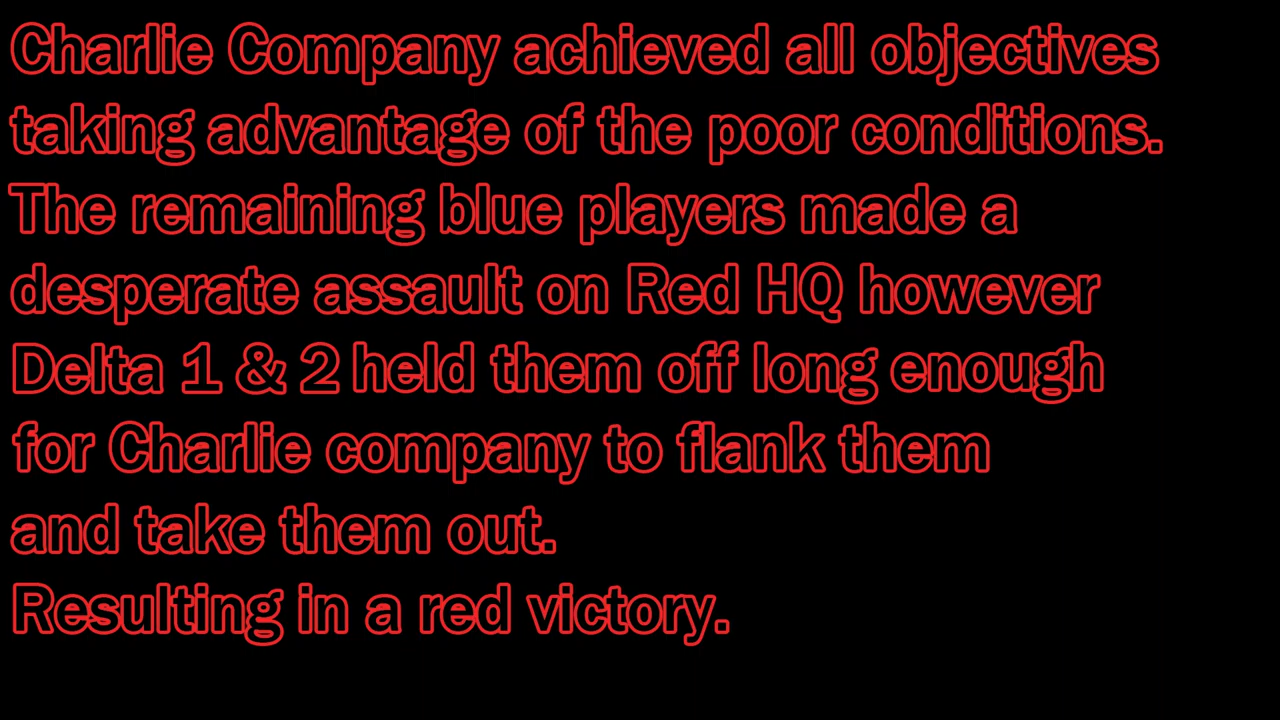 Charlie Company achieved all objectives
taking advantage of the poor conditions.
The remaining blue players made a
desperate assault on Red HQ however
Delta 1 & 2 held them off long enough
for Charlie company to flank them
and take them out.
Resulting in a red victory.